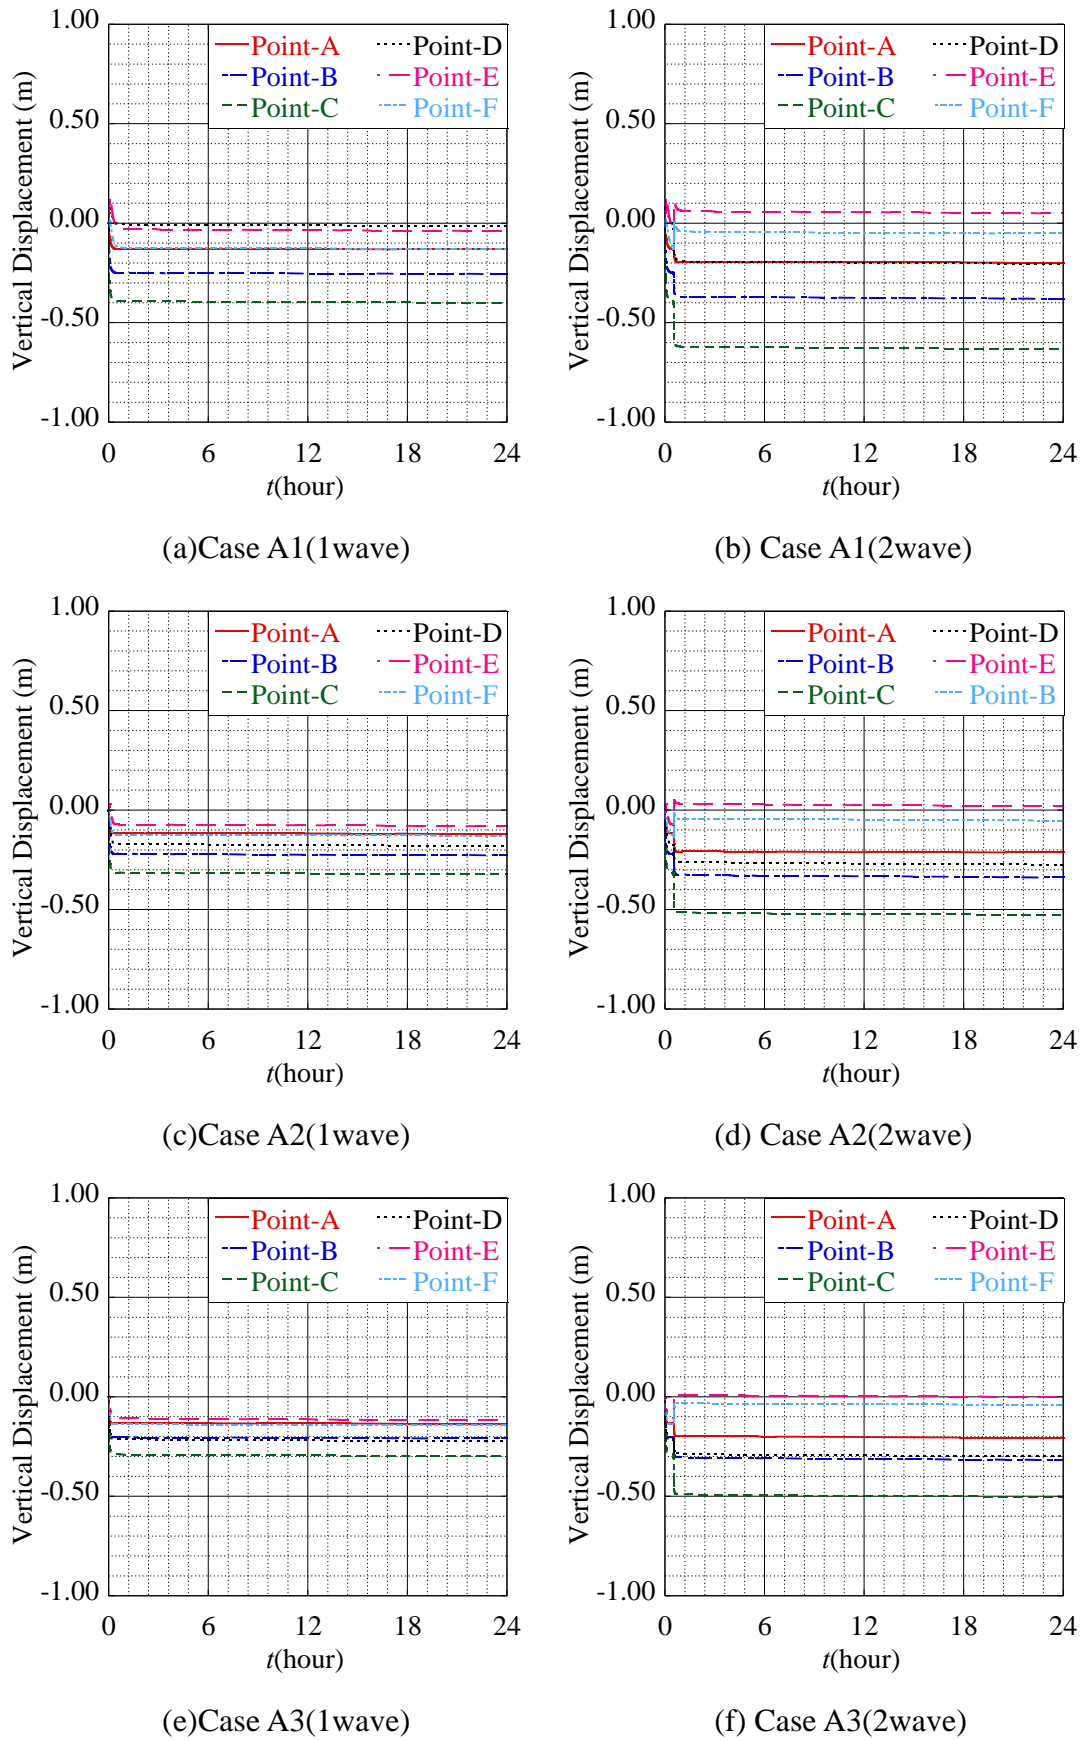 1.00
0.50
0.00
-0.50
-1.00
Vertical Displacement (m)
Point-A
Point-B
Point-C
Point-D
Point-E
Point-F
0 6 12 18 24
t(hour)
(a)Case A1(1wave)
1.00
0.50
0.00
-0.50
-1.00
Vertical Displacement (m)
Point-A
Point-B
Point-C
Point-D
Point-E
Point-F
0 6 12 18 24
t(hour)
(b) Case A1(2wave)
1.00
0.50
0.00
-0.50
-1.00
Vertical Displacement (m)
Point-A
Point-B
Point-C
Point-D
Point-E
Point-F
0 6 12 18 24
t(hour)
(c)Case A2(1wave)
1.00
0.50
0.00
-0.50
-1.00
Vertical Displacement (m)
Point-A
Point-B
Point-C
Point-D
Point-E
Point-B
0 6 12 18 24
t(hour)
(d) Case A2(2wave)
1.00
0.50
0.00
-0.50
-1.00
Vertical Displacement (m)
Point-A
Point-B
Point-C
Point-D
Point-E
Point-F
0 6 12 18 24
t(hour)
(e)Case A3(1wave)
1.00
0.50
0.00
-0.50
-1.00
Vertical Displacement (m)
Point-A
Point-B
Point-C
Point-D
Point-E
Point-F
0 6 12 18 24
t(hour)
(f) Case A3(2wave)